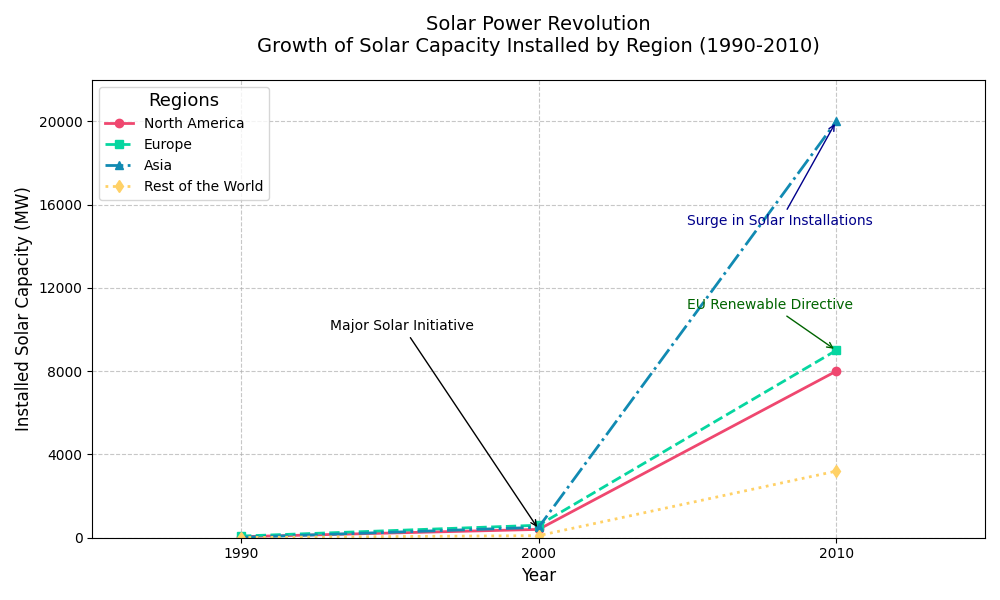 Solar Power Revolution
Growth of Solar Capacity Installed by Region (1990-2010)
Regions
North America
Europe
Asia
Rest of the World
20000
16000
12000
8000
4000
0
Installed Solar Capacity (MW)
Surge in Solar Installations
EU Renewable Directive
Major Solar Initiative
1990
2000
2010
Year